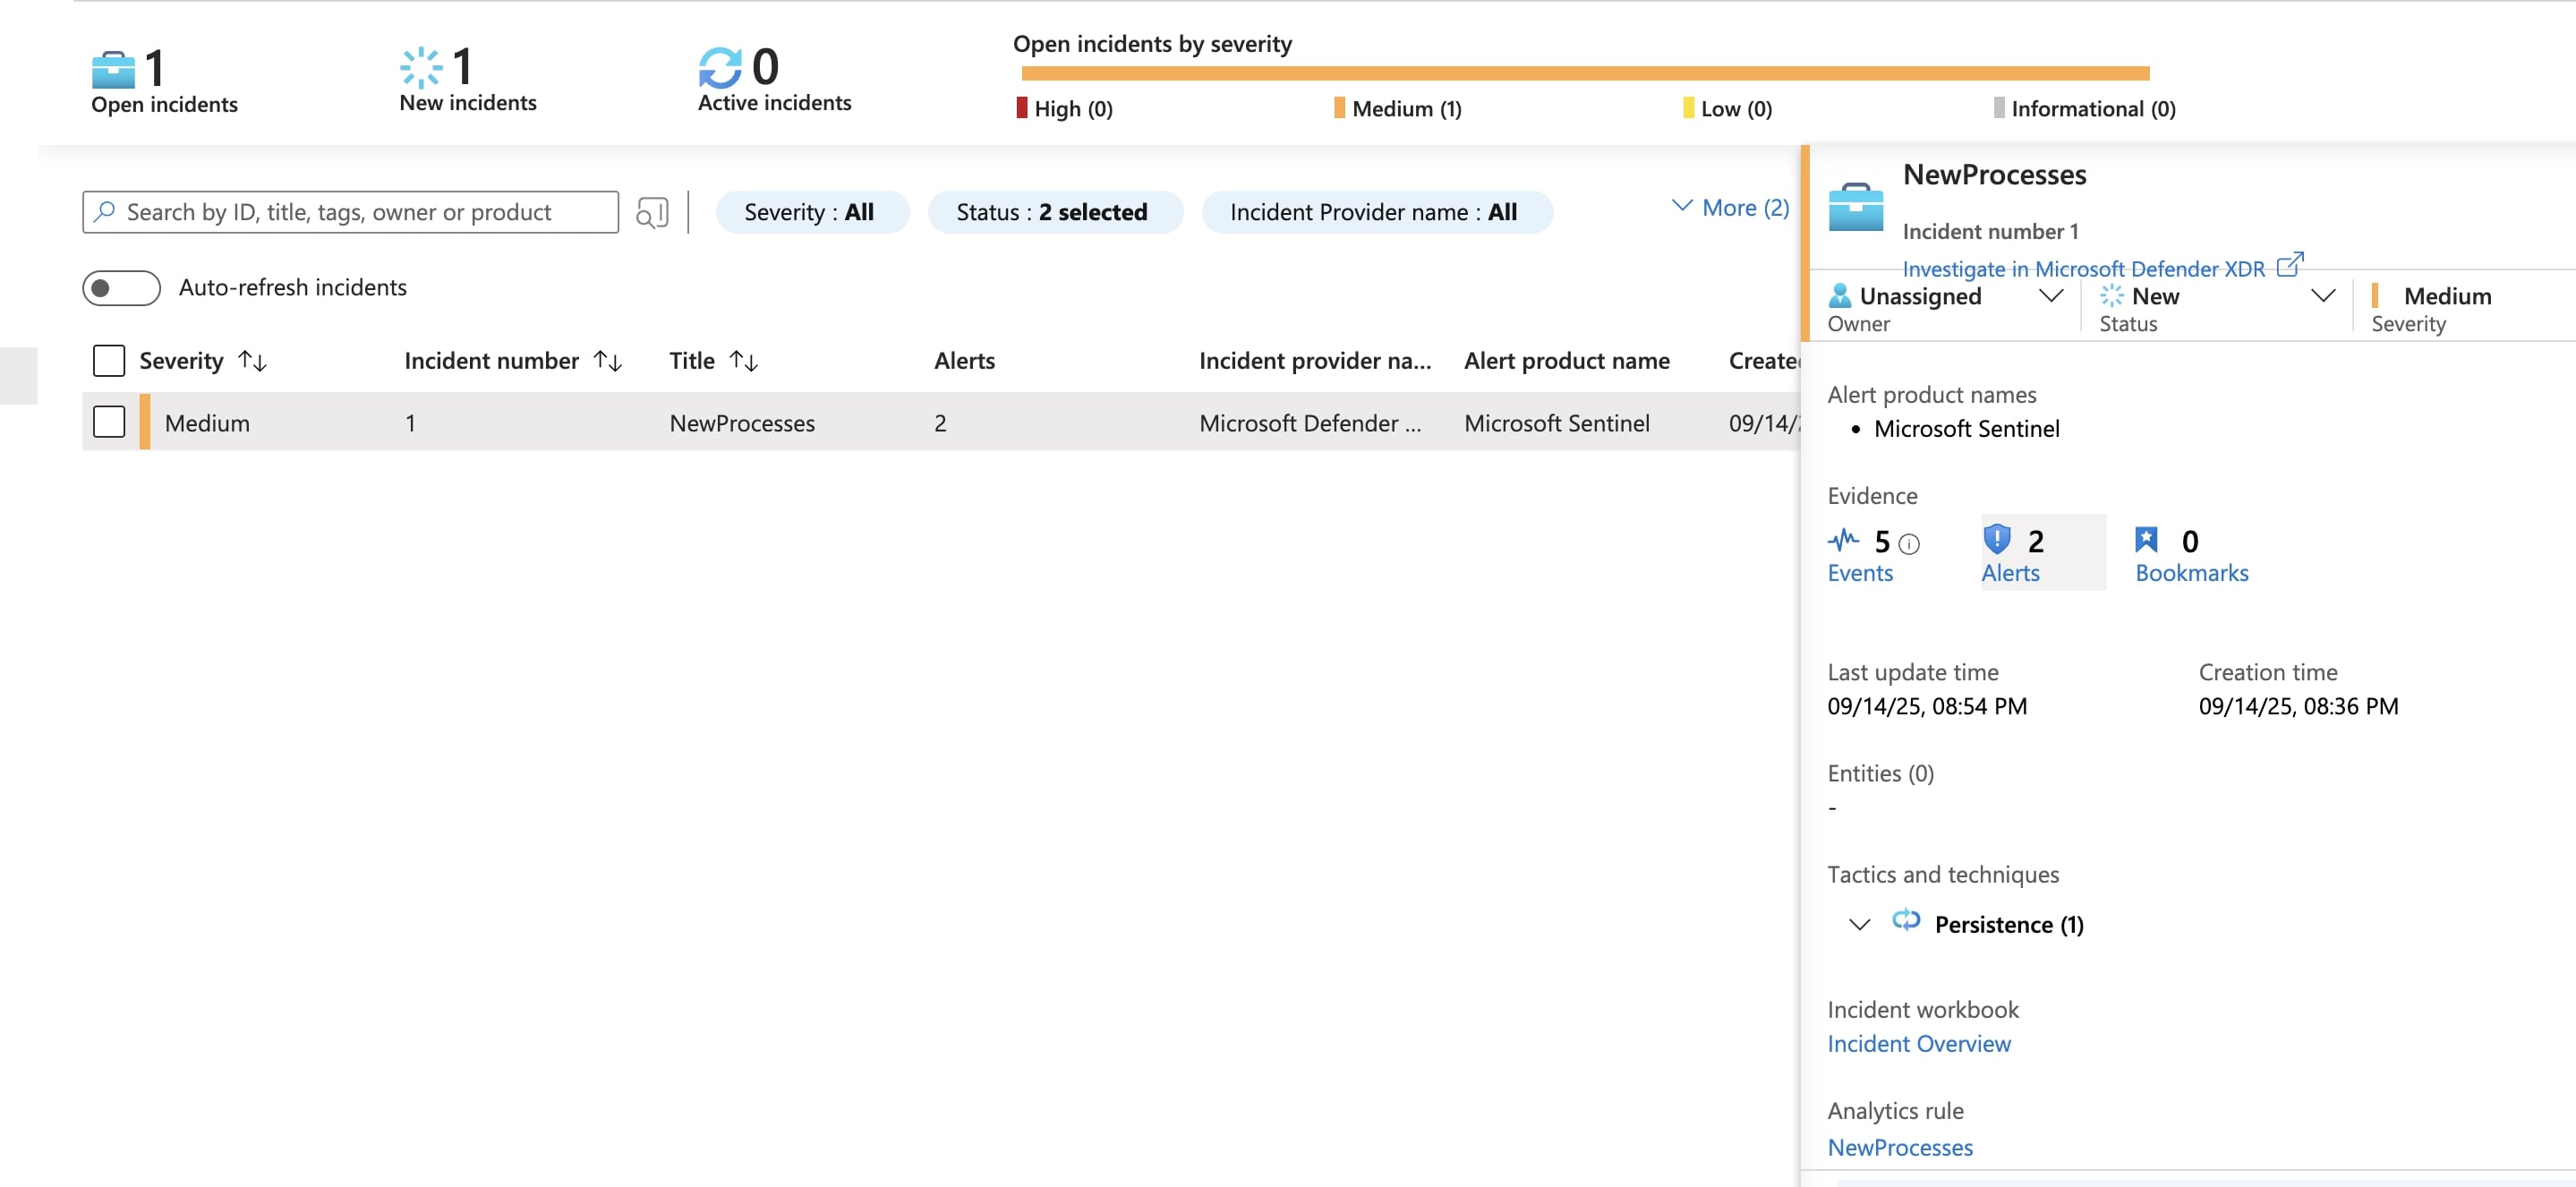 1
Open incidents
1
New incidents
0
Active incidents
Open incidents by severity
High (0)
Medium (1)
Low (0)
Informational (0)
Search by ID, title, tags, owner or product
Severity : All
Status : 2 selected
Incident Provider name : All
More (2)
Auto-refresh incidents
Severity
Incident number
Title
Alerts
Incident provider na...
Alert product name
Create
Medium
1
NewProcesses
2
Microsoft Defender ...
Microsoft Sentinel
09/14/
NewProcesses
Incident number 1
Investigate in Microsoft Defender XDR
Unassigned
Owner
New
Status
Medium
Severity
Alert product names
• Microsoft Sentinel
Evidence
5
Events
2
Alerts
0
Bookmarks
Last update time
09/14/25, 08:54 PM
Creation time
09/14/25, 08:36 PM
Entities (0)
-
Tactics and techniques
Persistence (1)
Incident workbook
Incident Overview
Analytics rule
NewProcesses